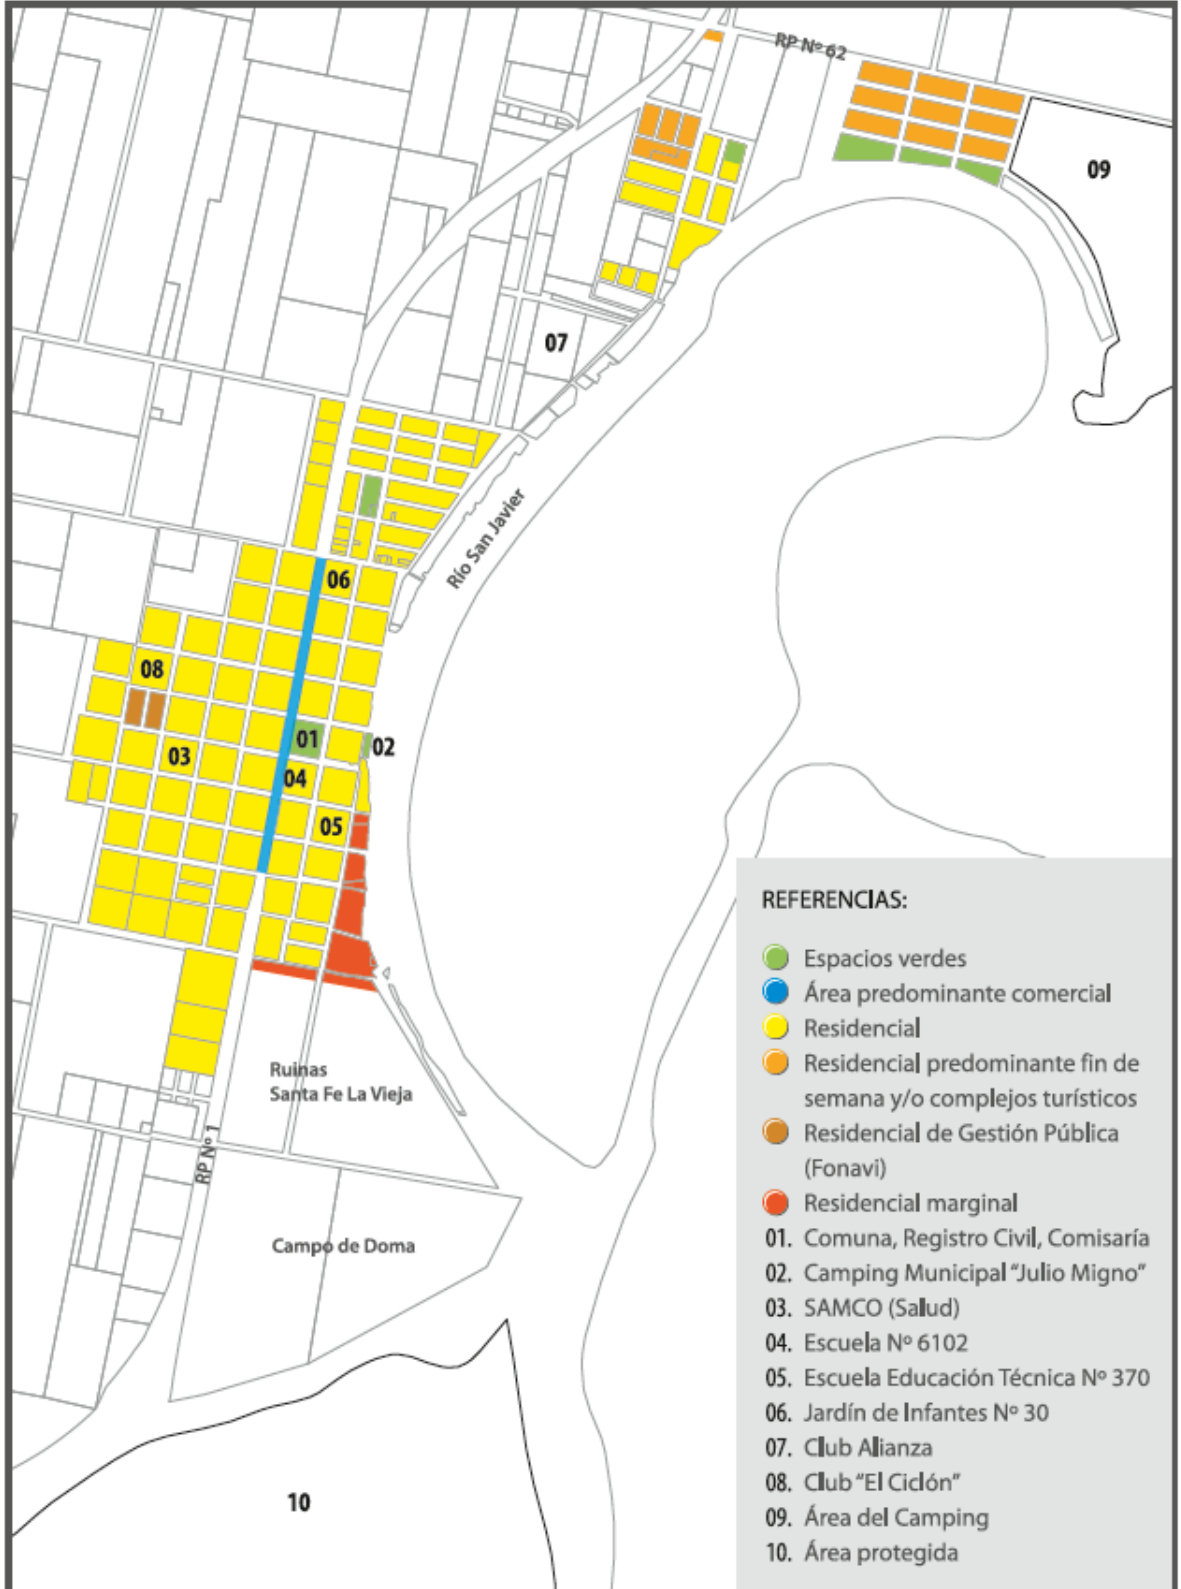 RP Nº 62
09
07
Río San Javier
06
08
01
02
03
04
05
Ruinas
Santa Fe La Vieja
RP Nº 1
Campo de Doma
10
REFERENCIAS:
Espacios verdes
Área predominante comercial
Residencial
Residencial predominante fin de
semana y/o complejos turísticos
Residencial de Gestión Pública
(Fonavi)
Residencial marginal
01. Comuna, Registro Civil, Comisaría
02. Camping Municipal "Julio Migno"
03. SAMCO (Salud)
04. Escuela Nº 6102
05. Escuela Educación Técnica Nº 370
06. Jardín de Infantes Nº 30
07. Club Alianza
08. Club "El Ciclón"
09. Área del Camping
10. Área protegida